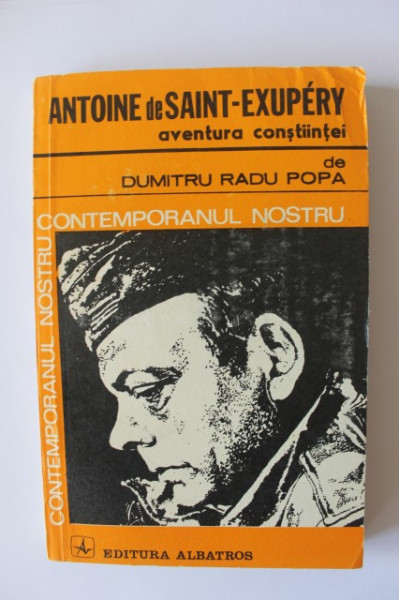 ANTOINE de SAINT-EXUPÉRY
aventura conştiinţei
de
DUMITRU RADU POPA
CONTEMPORANUL NOSTRU
CONTEMPORANUL NOSTRU
EDITURA ALBATROS